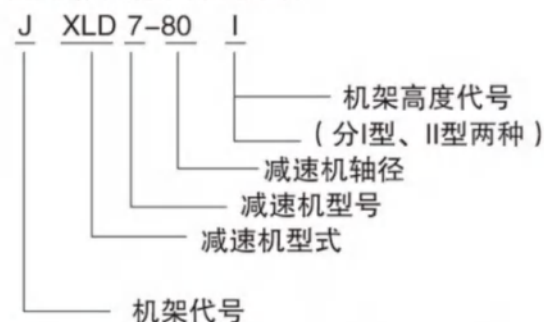 J XLD 7-80 I
机架高度代号
(分I型、II型两种)
减速机轴径
减速机型号
减速机型式
机架代号